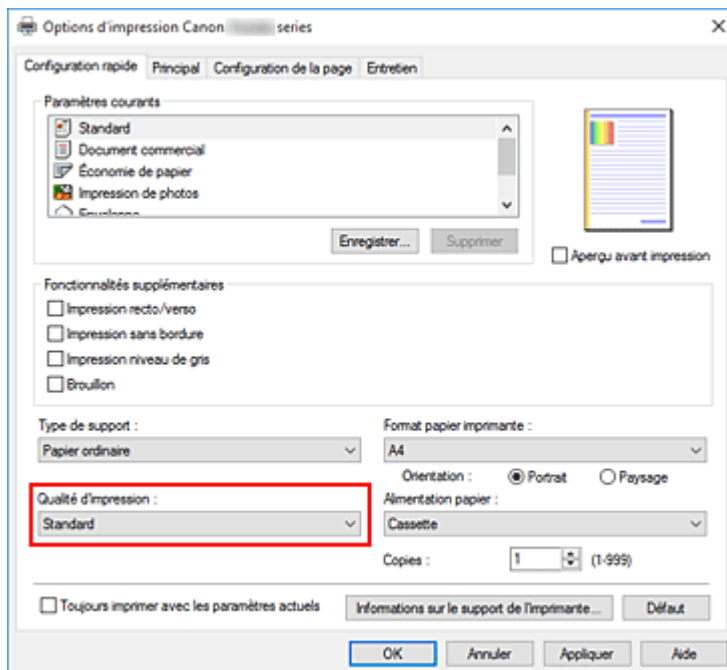 Options d'impression Canon series
Configuration rapide Principal Configuration de la page Entretien
Paramètres courants
Standard
Document commercial
Économie de papier
Impression de photos
Enveloppe
Enregistrer... Supprimer
Aperçu avant impression
Fonctionnalités supplémentaires
Impression recto/verso
Impression sans bordure
Impression niveau de gris
Brouillon
Type de support :
Papier ordinaire
Format papier imprimante :
A4
Orientation : Portrait Paysage
Qualité d'impression :
Standard
Alimentation papier :
Cassette
Copies : 1 (1-999)
Toujours imprimer avec les paramètres actuels
Informations sur le support de l'imprimante... Défaut
OK Annuler Appliquer Aide